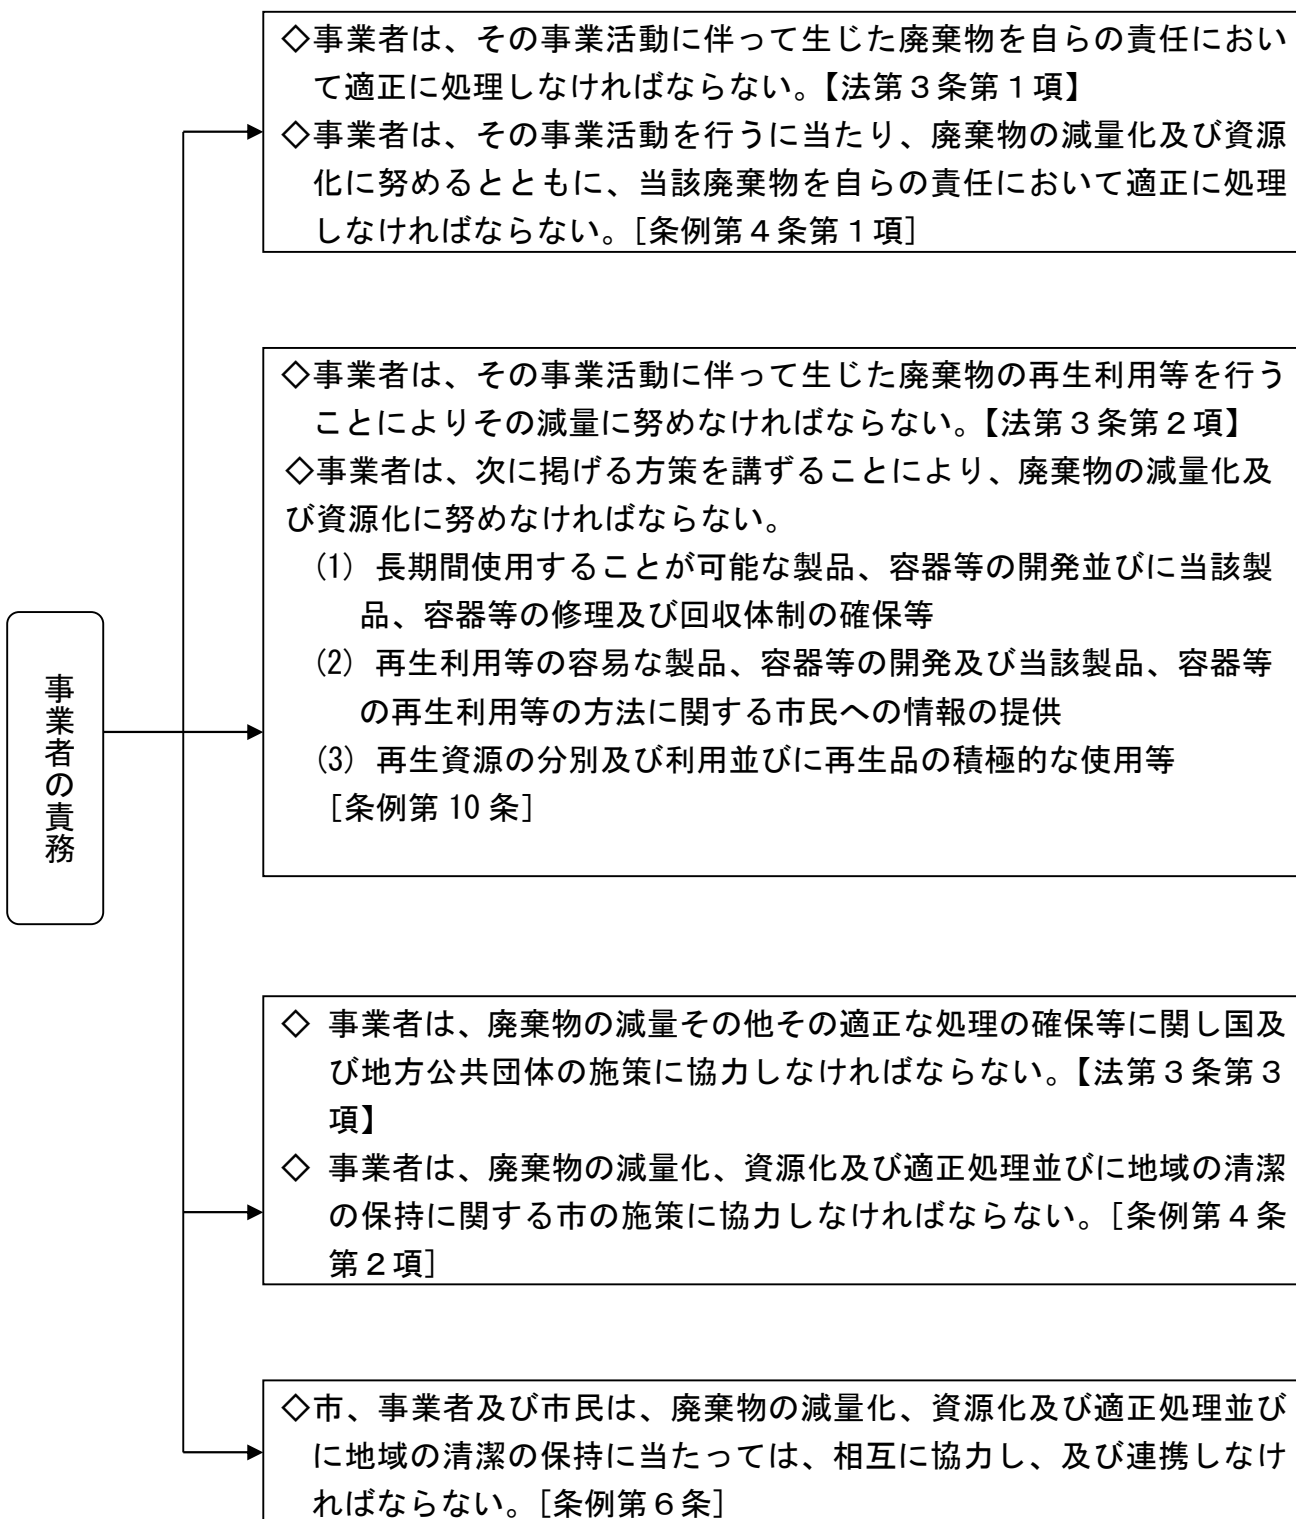 ◇事業者は、その事業活動に伴って生じた廃棄物を自らの責任におい
て適正に処理しなければならない。【法第３条第１項】
◇事業者は、その事業活動を行うに当たり、廃棄物の減量化及び資源
化に努めるとともに、当該廃棄物を自らの責任において適正に処理
しなければならない。［条例第４条第１項］
◇事業者は、その事業活動に伴って生じた廃棄物の再生利用等を行う
ことによりその減量に努めなければならない。【法第３条第２項】
◇事業者は、次に掲げる方策を講ずることにより、廃棄物の減量化及
び資源化に努めなければならない。
(1) 長期間使用することが可能な製品、容器等の開発並びに当該製
品、容器等の修理及び回収体制の確保等
(2) 再生利用等の容易な製品、容器等の開発及び当該製品、容器等
の再生利用等の方法に関する市民への情報の提供
(3) 再生資源の分別及び利用並びに再生品の積極的な使用等
［条例第 10 条］
事業者の責務
◇ 事業者は、廃棄物の減量その他その適正な処理の確保等に関し国及
び地方公共団体の施策に協力しなければならない。【法第３条第３
項】
◇ 事業者は、廃棄物の減量化、資源化及び適正処理並びに地域の清潔
の保持に関する市の施策に協力しなければならない。［条例第４条
第２項］
◇市、事業者及び市民は、廃棄物の減量化、資源化及び適正処理並び
に地域の清潔の保持に当たっては、相互に協力し、及び連携しなけ
ればならない。［条例第６条］